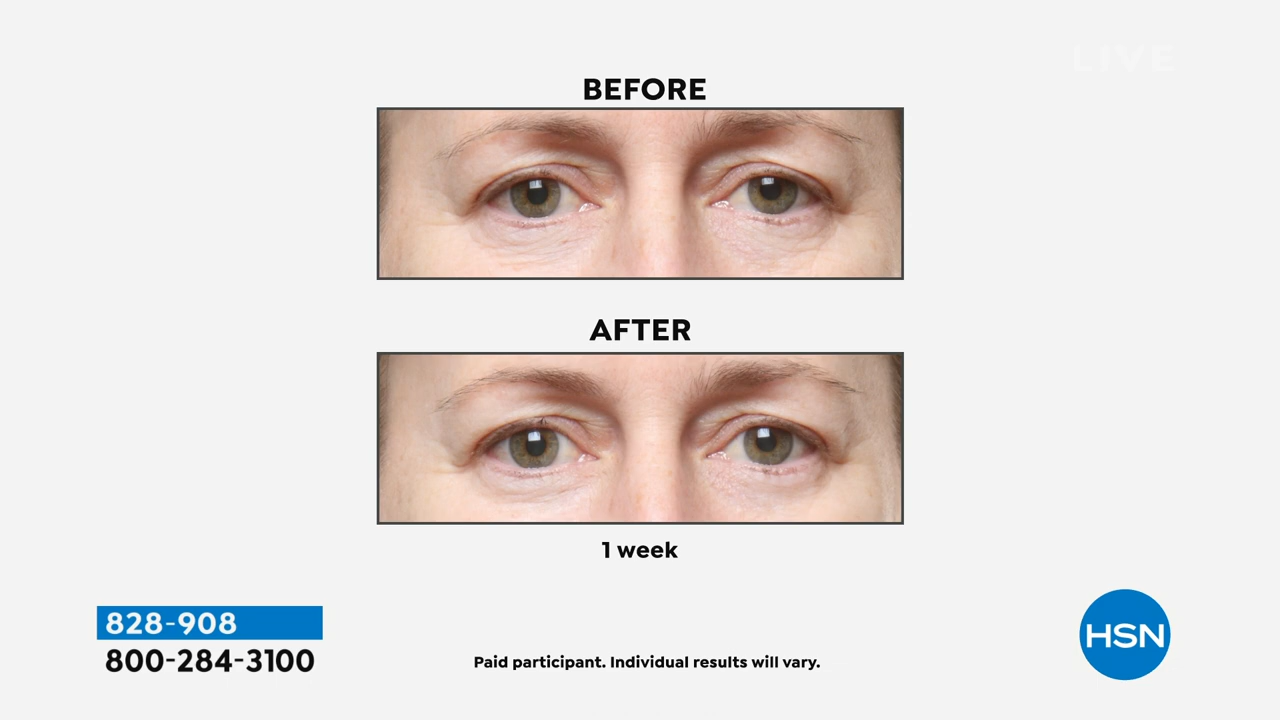 LIVE
BEFORE
AFTER
1 week
828-908
800-284-3100
Paid participant. Individual results will vary.
HSN